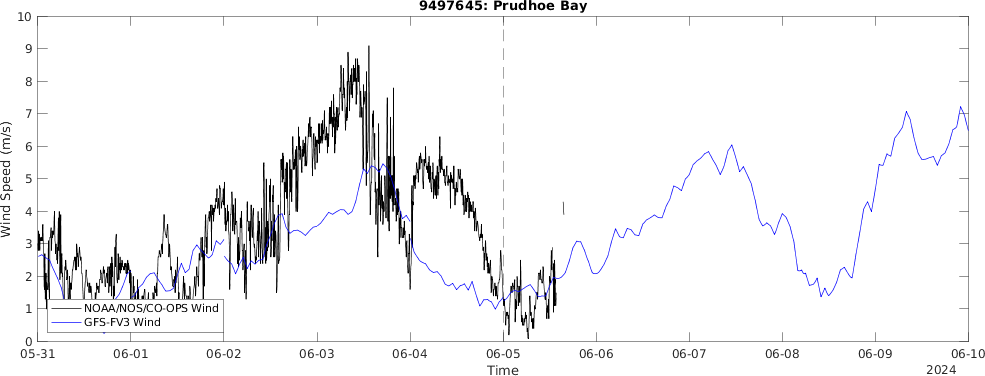 9497645: Prudhoe Bay
10
9
8
7
6
5
4
3
2
1
0
Wind Speed (m/s)
NOAA/NOS/CO-OPS Wind
GFS-FV3 Wind
05-31 06-01 06-02 06-03 06-04 06-05 06-06 06-07 06-08 06-09 06-10
Time
2024